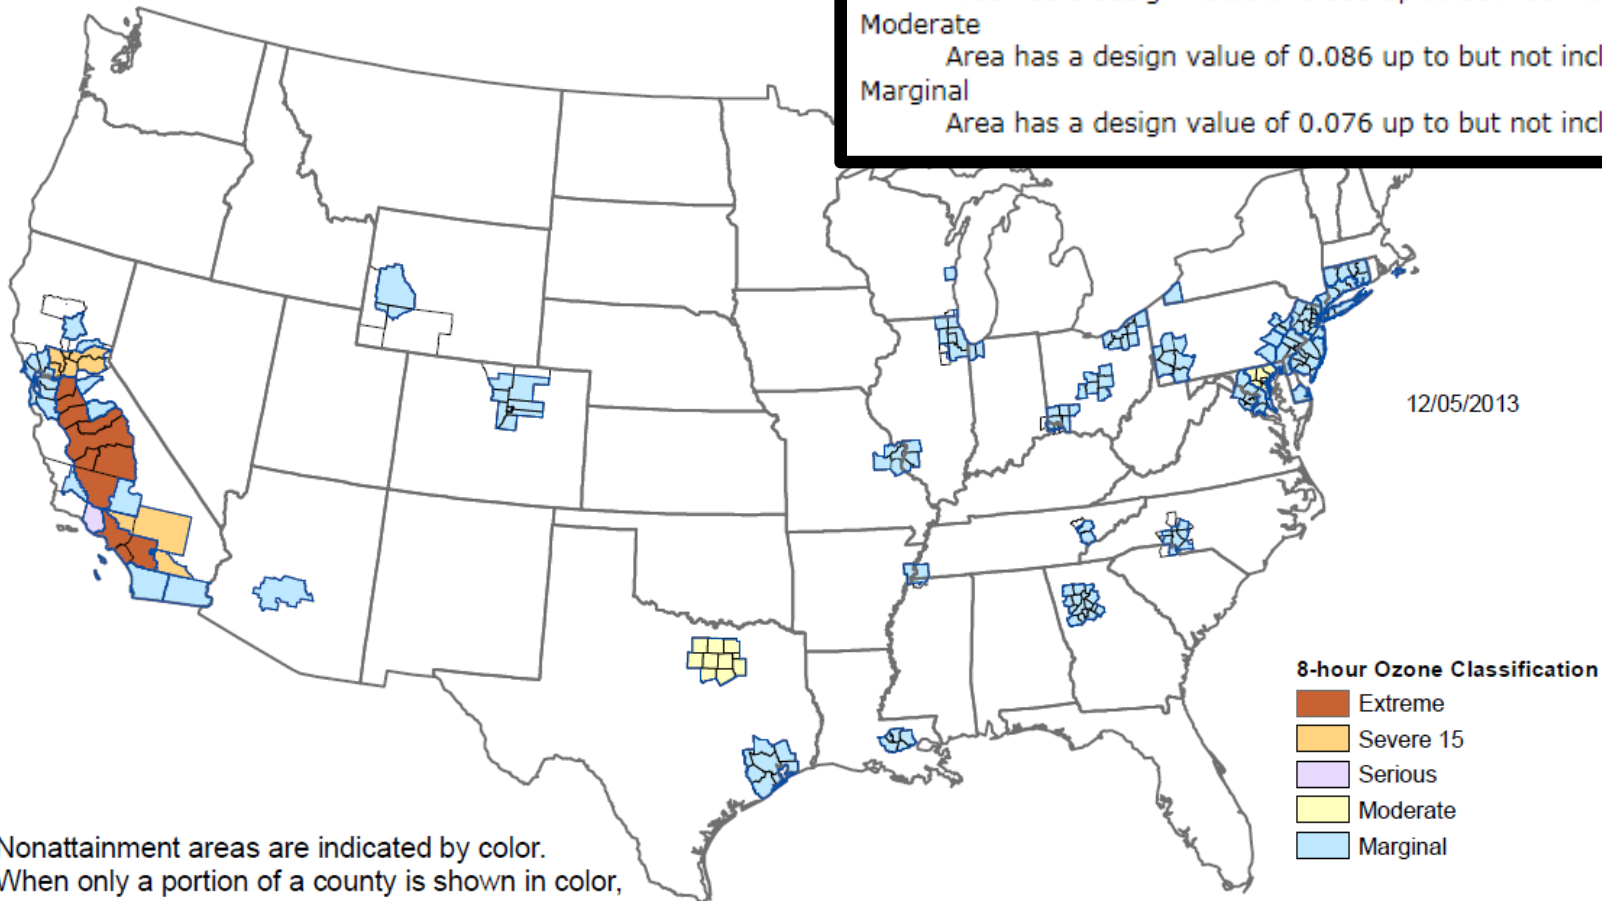 Moderate
Area has a design value of 0.086 up to but not incl
Marginal
Area has a design value of 0.076 up to but not incl
12/05/2013
8-hour Ozone Classification
Extreme
Severe 15
Serious
Moderate
Marginal
Nonattainment areas are indicated by color.
When only a portion of a county is shown in color,